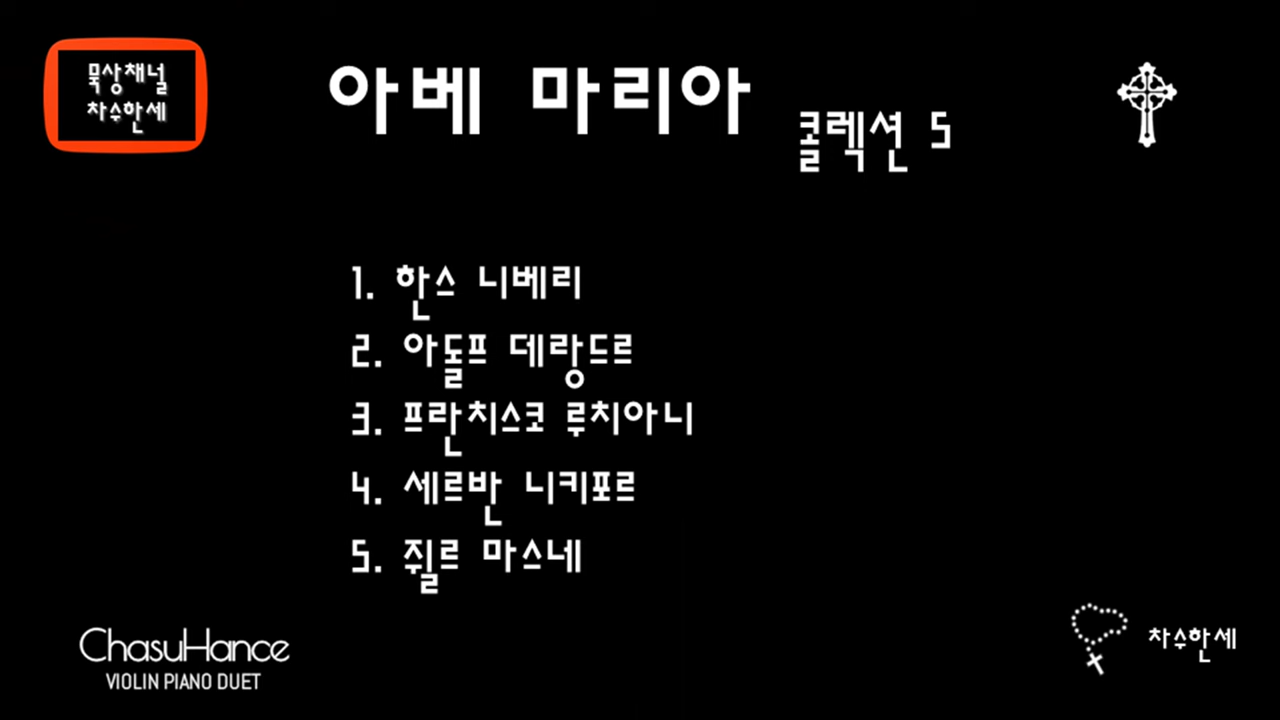 묵상채널
차수한세
아베 마리아
콜렉션 5
1. 한스 니베리
2. 아돌프 데랑드르
3. 프란치스코 루치아니
4. 세르반 니키포르
5. 쥘르 마스네
ChasuHance
VIOLIN PIANO DUET
차수한세